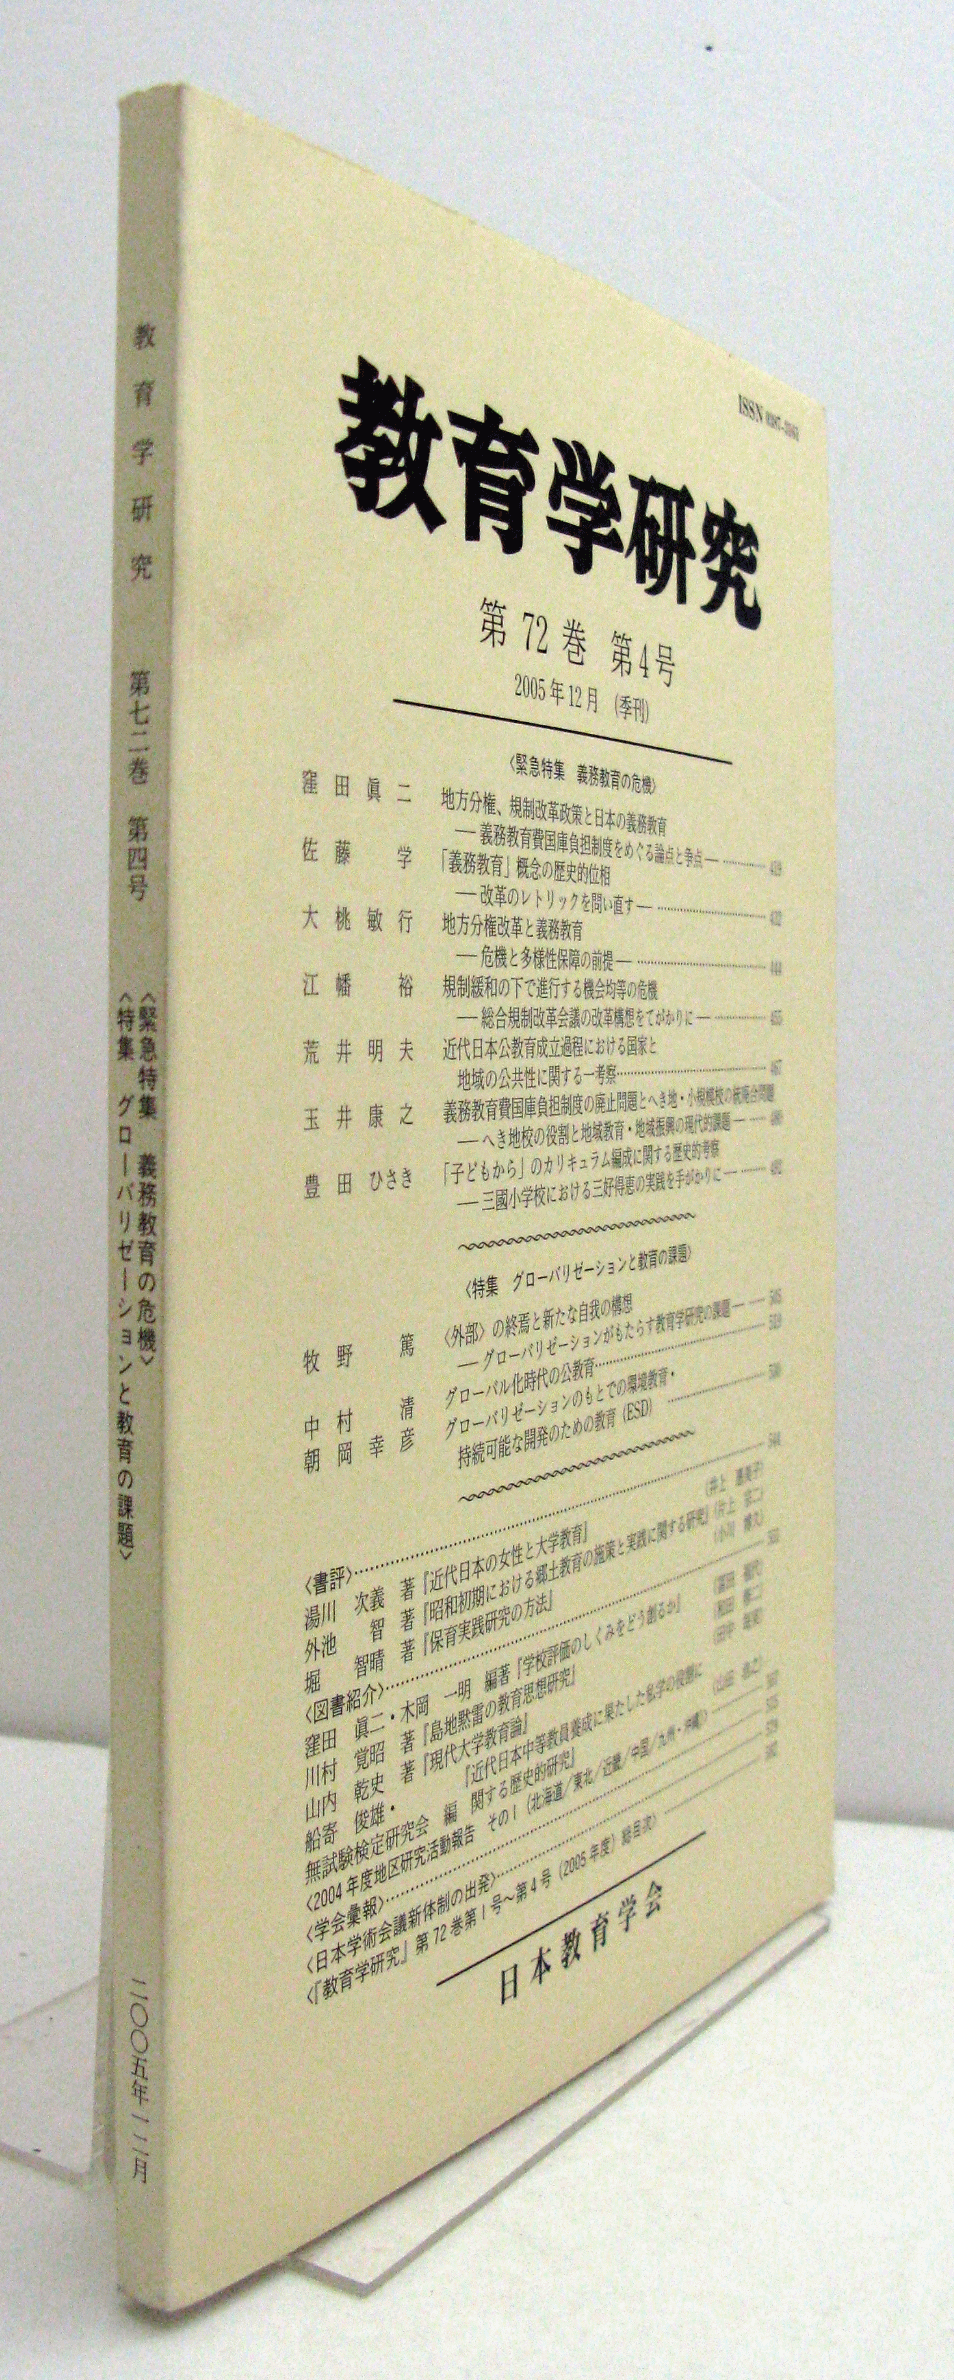 教育学研究 第七二巻 第四号
〈緊急特集 義務教育の危機〉
〈特集 グローバリゼーションと教育の課題〉
二〇〇五年一二月
ISSN
教育学研究
第 72 巻 第4号
2005年12月 (季刊)
〈緊急特集 義務教育の危機〉
窪田眞二 地方分権、規制改革政策と日本の義務教育
―義務教育費国庫負担制度をめぐる論点と争点―
佐藤 学 「義務教育」概念の歴史的位相
―改革のレトリックを問い直す―
大桃敏行 地方分権改革と義務教育
―危機と多様性保障の前提―
江幡 裕 規制緩和の下で進行する機会均等の危機
―総合規制改革会議の改革構想をてがかりに―
荒井明夫 近代日本公教育成立過程における国家と
地域の公共性に関する一考察
玉井康之 義務教育費国庫負担制度の廃止問題とへき地・小規模校の統廃合問題
―へき地校の役割と地域教育・地域振興の現代的課題―
豊田ひさき 「子どもから」のカリキュラム編成に関する歴史的考察
―三國小学校における三好得恵の実践を手がかりに―
〈特集 グローバリゼーションと教育の課題〉
牧野 篤 〈外部〉の終焉と新たな自我の構想
―グローバリゼーションがもたらす教育学研究の課題―
中村 清 グローバル化時代の公教育
朝岡幸彦 グローバリゼーションのもとでの環境教育・
持続可能な開発のための教育(ESD)
〈書評〉
湯川 次義 著『近代日本の女性と大学教育』
外池 智 著『昭和初期における郷土教育の施策と実践に関する研究』
堀 智晴 著『保育実践研究の方法』
〈図書紹介〉
窪田 眞二・木岡 一明 編著『学校評価のしくみをどう創るか』
川村 覚昭 著『島地黙雷の教育思想研究』
山内 乾史 著『現代大学教育論』
船寄 俊雄・ 『近代日本中等教員養成に果たした私学の役割に
無試験検定研究会 編 関する歴史的研究』
〈2004年度地区研究活動報告 その1(北海道/東北/近畿/中国/九州・沖縄)〉
〈学会彙報〉
〈日本学術会議新体制の出発〉
〈『教育学研究』第72巻第1号～第4号(2005年度)総目次〉
日本教育学会